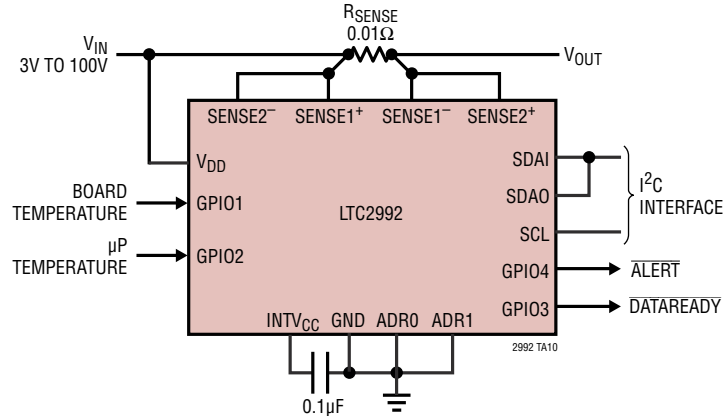 RSENSE
0.01Ω
VIN
3V TO 100V
VOUT
SENSE2– SENSE1+ SENSE1– SENSE2+
VDD
SDAI
BOARD
TEMPERATURE
GPIO1
SDAO
I2C
INTERFACE
LTC2992
SCL
µP
TEMPERATURE
GPIO2
GPIO4
ALERT
GPIO3
DATAREADY
INTVCC GND ADR0 ADR1
2992 TA10
0.1µF